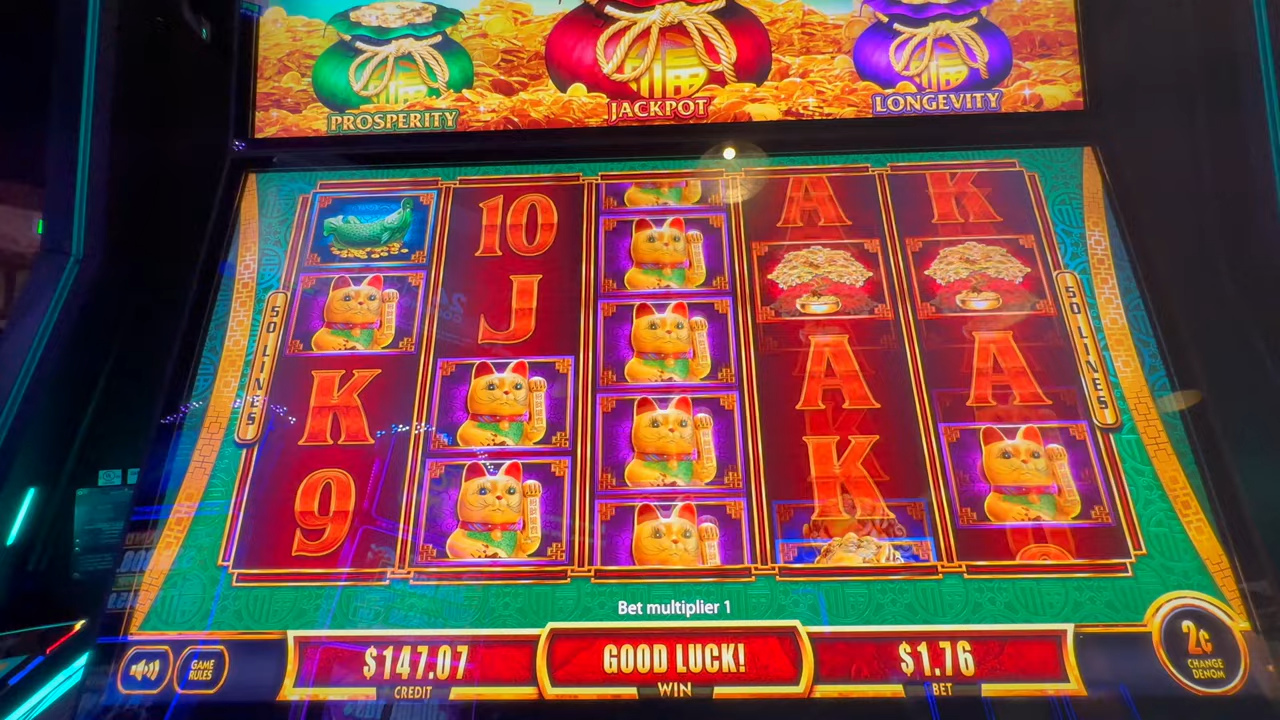 PROSPERITY
JACKPOT
LONGEVITY
10
A
K
J
50 LINES
50 LINES
K
A
A
9
K
Bet multiplier 1
$147.07
CREDIT
GOOD LUCK!
WIN
$1.76
BET
GAME
RULES
2¢
CHANGE
DENOM